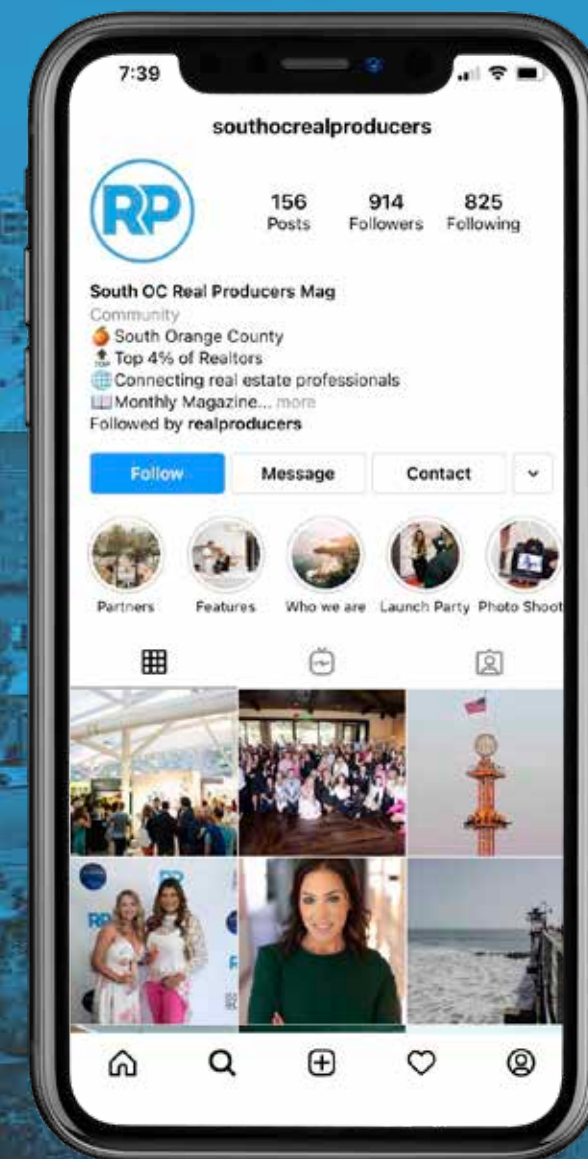 7:39
southocrealproducers
RP
156 914 825
Posts Followers Following
South OC Real Producers Mag
Community
South Orange County
TOP Top 4% of Realtors
Connecting real estate professionals
Monthly Magazine... more
Followed by realproducers
Follow Message Contact
Partners Features Who we are Launch Party Photo Shoot
RP